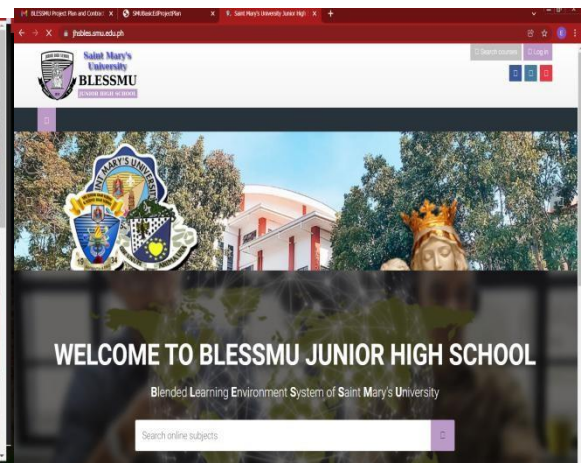 BLESSMU Project Plan and Contract
SMUBasicEdProjectPlan
Saint Mary's University Junior High
jhsbles.smu.edu.ph
Saint Mary's
University
BLESSMU
JUNIOR HIGH SCHOOL
Search courses
Log in
WELCOME TO BLESSMU JUNIOR HIGH SCHOOL
Blended Learning Environment System of Saint Mary's University
Search online subjects